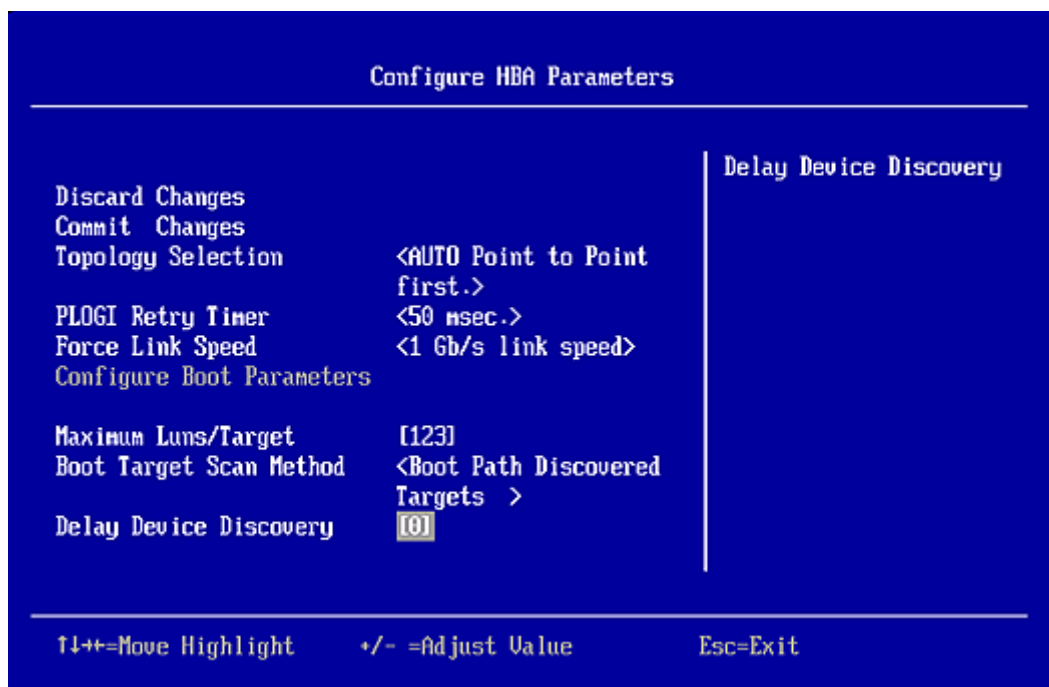 Configure HBA Parameters
Delay Device Discovery
Discard Changes
Commit Changes
Topology Selection <AUTO Point to Point
first.>
PLOGI Retry Timer <50 msec.>
Force Link Speed <1 Gb/s link speed>
Configure Boot Parameters
Maximum Luns/Target [123]
Boot Target Scan Method <Boot Path Discovered
Targets >
Delay Device Discovery [0]
↑↓→←=Move Highlight +/- =Adjust Value Esc=Exit